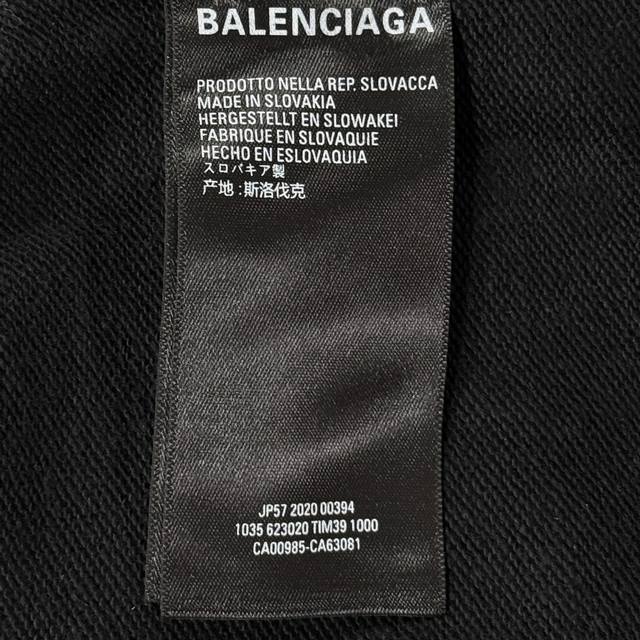 BALENCIAGA
PRODOTTO NELLA REP. SLOVACCA
MADE IN SLOVAKIA
HERGESTELLT EN SLOWAKEI
FABRIQUE EN SLOVAQUIE
HECHO EN ESLOVAQUIA
スロバキア製
产地:斯洛伐克
JP57 2020 00394
1035 623020 TIM39 1000
CA00985-CA63081